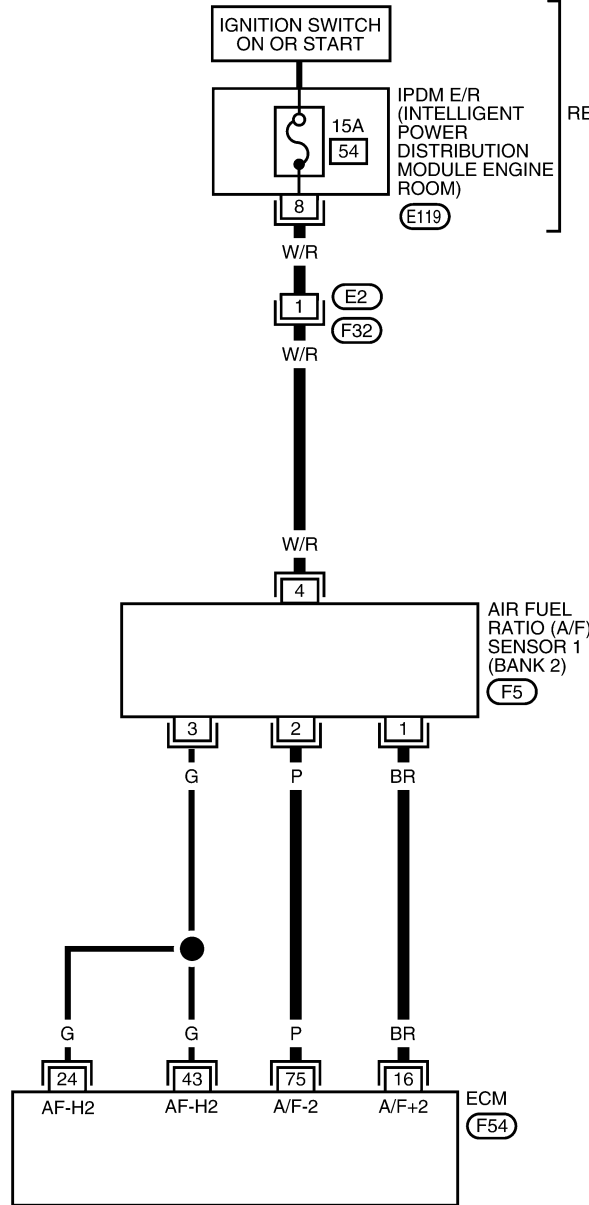 IGNITION SWITCH
ON OR START
IPDM E/R
(INTELLIGENT
POWER
DISTRIBUTION
MODULE ENGINE
ROOM)
RE
15A
54
8
E119
W/R
1
E2
F32
W/R
W/R
4
AIR FUEL
RATIO (A/F)
SENSOR 1
(BANK 2)
F5
3 2 1
G P BR
G G P BR
24 43 75 16
AF-H2 AF-H2 A/F-2 A/F+2
ECM
F54